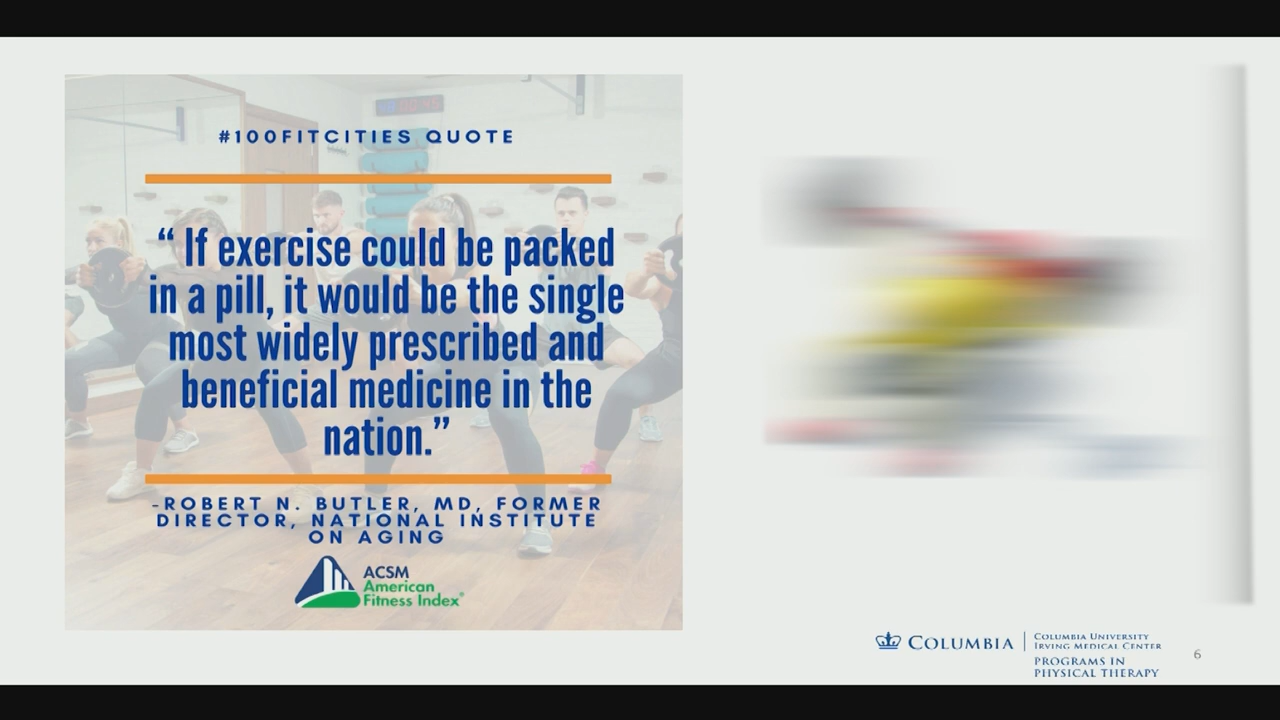 #100FITCITIES QUOTE
“ If exercise could be packed
in a pill, it would be the single
most widely prescribed and
beneficial medicine in the
nation.”
-ROBERT N. BUTLER, MD, FORMER
DIRECTOR, NATIONAL INSTITUTE
ON AGING
ACSM
American
Fitness Index®
COLUMBIA
COLUMBIA UNIVERSITY
IRVING MEDICAL CENTER
PROGRAMS IN
PHYSICAL THERAPY
6